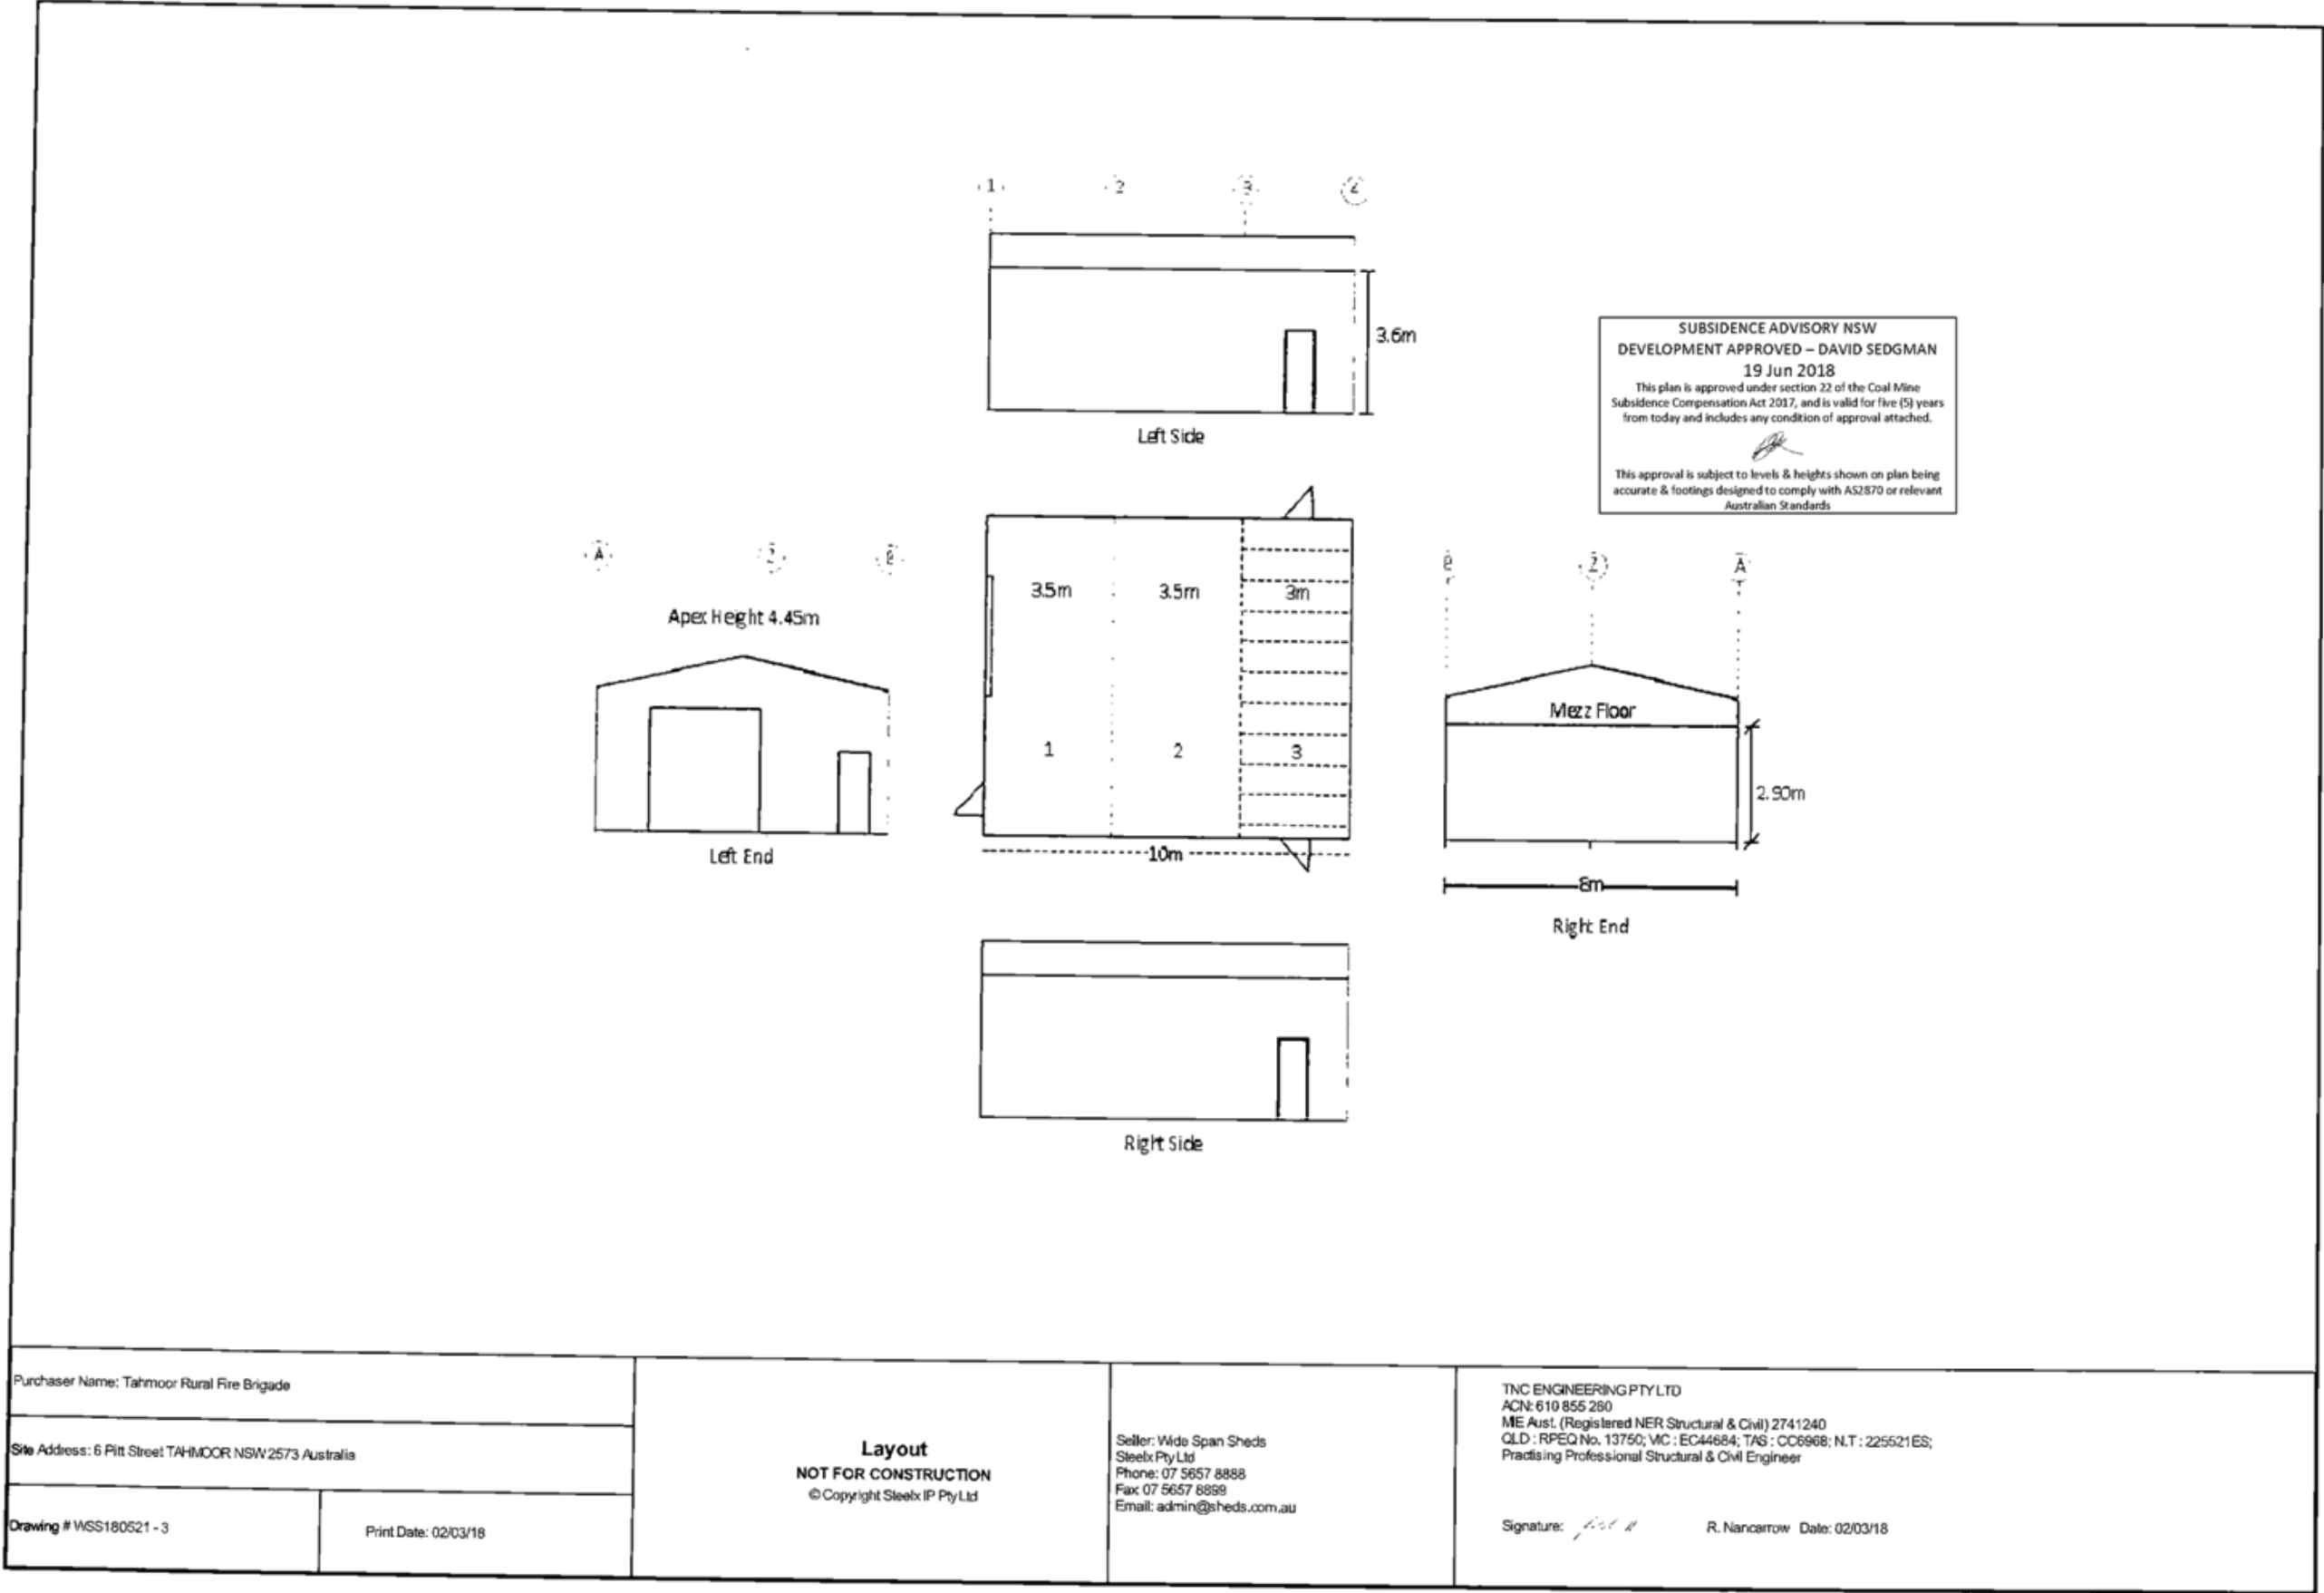 1 2 3 4
3.6m
Left Side
SUBSIDENCE ADVISORY NSW
DEVELOPMENT APPROVED – DAVID SEDGMAN
19 Jun 2018
This plan is approved under section 22 of the Coal Mine
Subsidence Compensation Act 2017, and is valid for five (5) years
from today and includes any condition of approval attached.
This approval is subject to levels & heights shown on plan being
accurate & footings designed to comply with AS2870 or relevant
Australian Standards
A 2 B
Apex Height 4.45m
Left End
3.5m 3.5m 3m
1 2 3
10m
B 2 A
Mezz Floor
2.90m
8m
Right End
Right Side
Purchaser Name: Tahmoor Rural Fire Brigade
Site Address: 6 Pitt Street TAHMOOR NSW 2573 Australia
Drawing # WSS180521 - 3
Print Date: 02/03/18
Layout
NOT FOR CONSTRUCTION
© Copyright Steelx IP Pty Ltd
Seller: Wide Span Sheds
Steelx Pty Ltd
Phone: 07 5657 8888
Fax: 07 5657 8899
Email: admin@sheds.com.au
TNC ENGINEERING PTY LTD
ACN: 610 855 260
MIE Aust. (Registered NER Structural & Civil) 2741240
QLD : RPEQ No. 13750; VIC : EC44684; TAS : CC6968; N.T : 225521ES;
Practising Professional Structural & Civil Engineer
Signature:
R. Nancarrow Date: 02/03/18